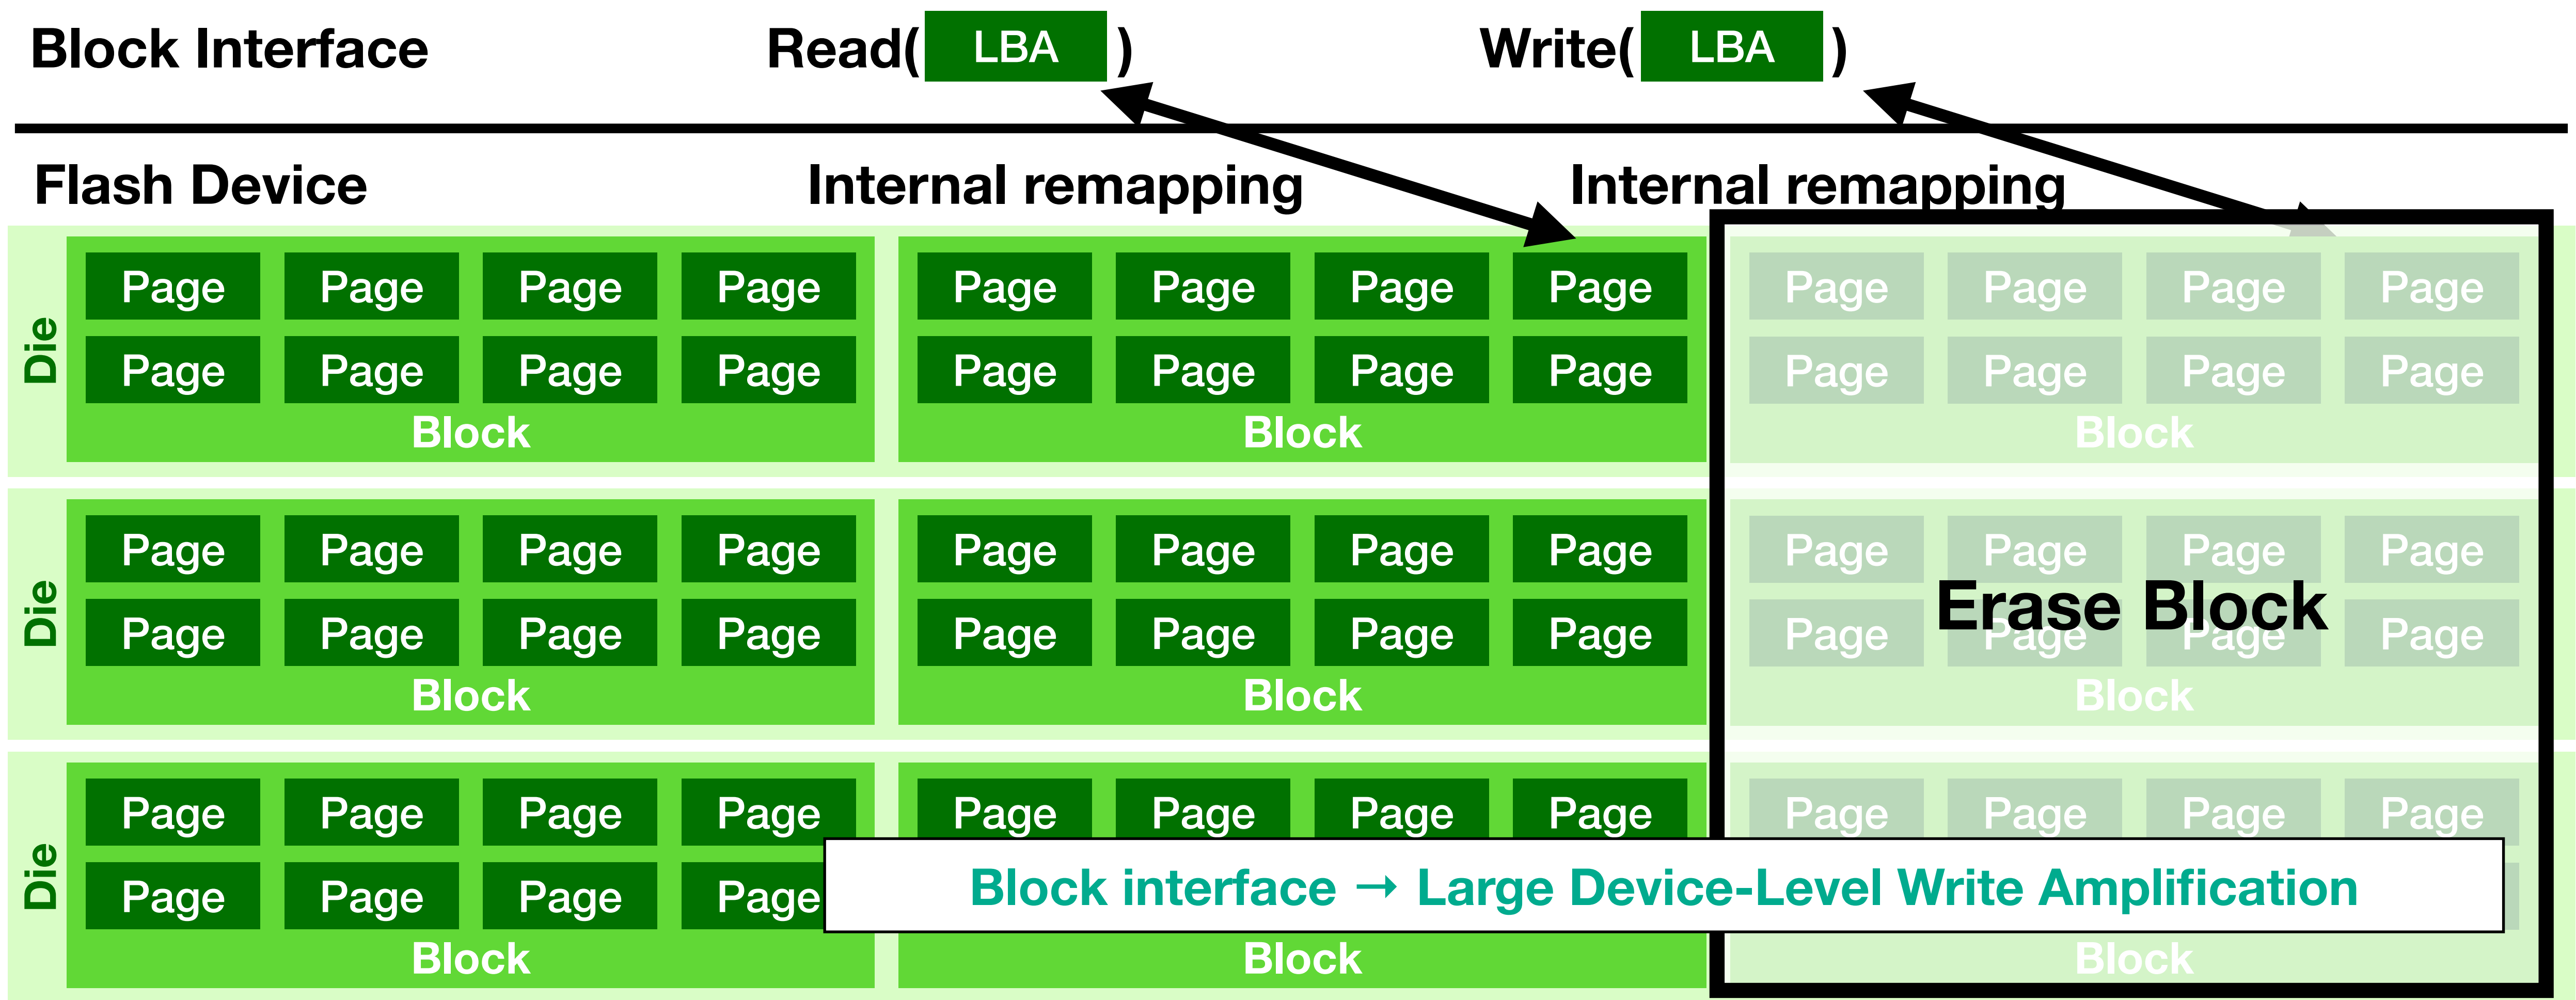 Block Interface Read( LBA ) Write( LBA )
Flash Device Internal remapping Internal remapping
Die
Page Page Page Page Page Page Page Page Page Page Page Page
Page Page Page Page Page Page Page Page Page Page Page Page
Block Block Block
Die
Page Page Page Page Page Page Page Page Page Page Page Page
Erase Block
Page Page Page Page Page Page Page Page Page Page Page Page
Block Block Block
Die
Page Page Page Page Page Page Page Page Page Page Page Page
Page Page Page Page
Block interface → Large Device-Level Write Amplification
Block Block Block